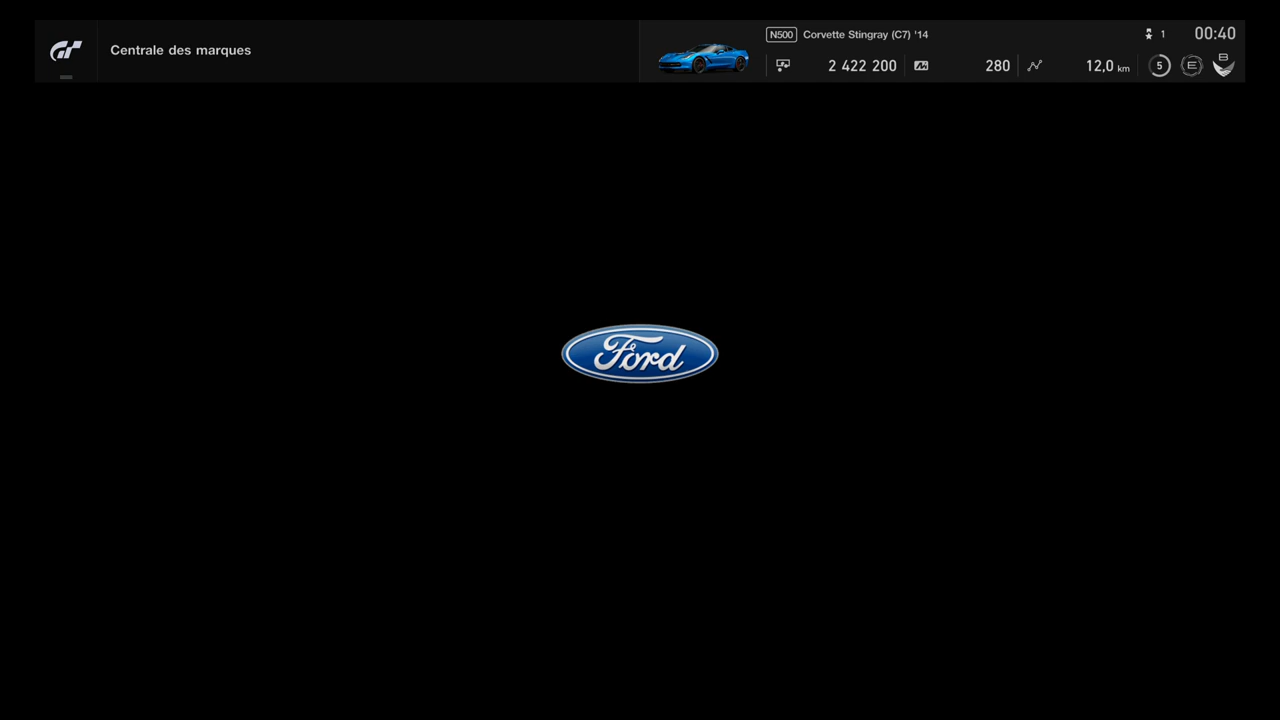 Centrale des marques
N500 Corvette Stingray (C7) '14
1
00:40
2 422 200
280
12,0 km
5
E
B
Ford